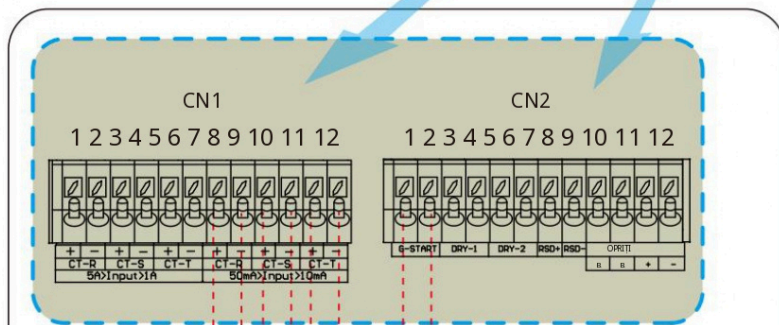 CN1
CN2
1 2 3 4 5 6 7 8 9 10 11 12
1 2 3 4 5 6 7 8 9 10 11 12
+ - + - + - + - + - + -
CT-R CT-S CT-T CT-R CT-S CT-T
5A>Input>1A 50mA>Input>10mA
G-START DRY-1 DRY-2 RSD+ RSD- OPRITI
B B + -